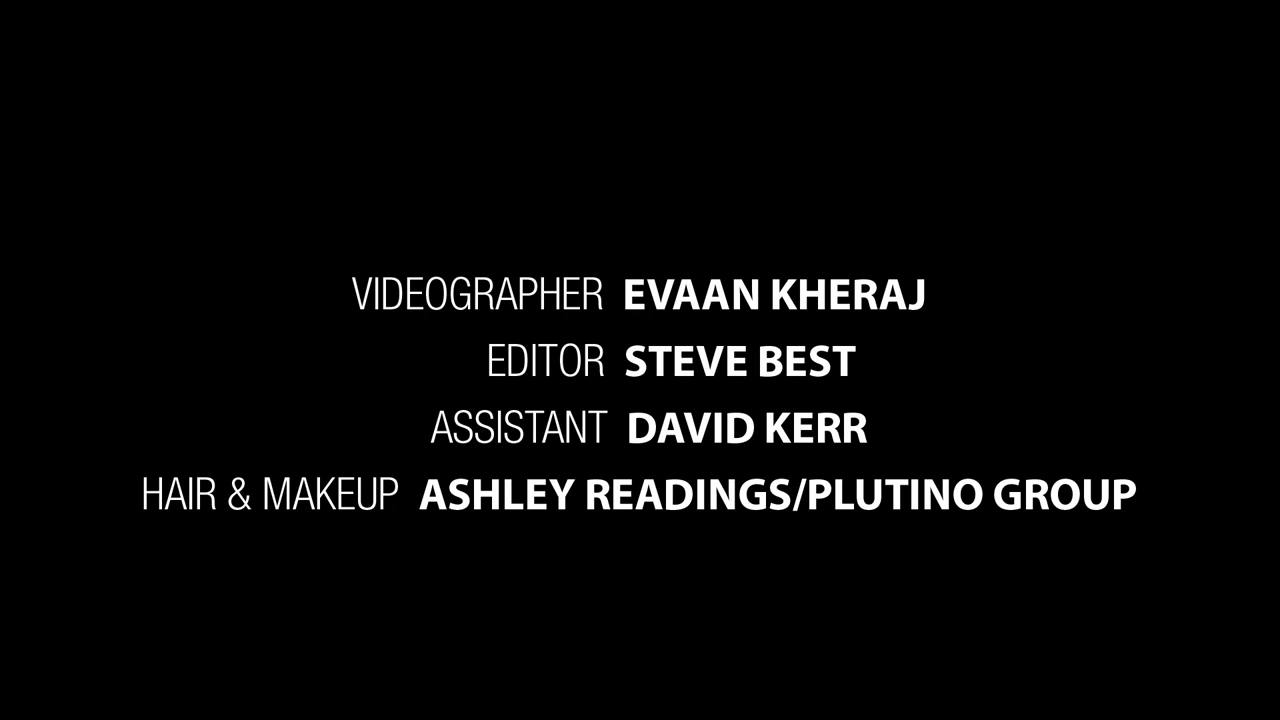 VIDEOGRAPHER EVAAN KHERAJ
EDITOR STEVE BEST
ASSISTANT DAVID KERR
HAIR & MAKEUP ASHLEY READINGS/PLUTINO GROUP